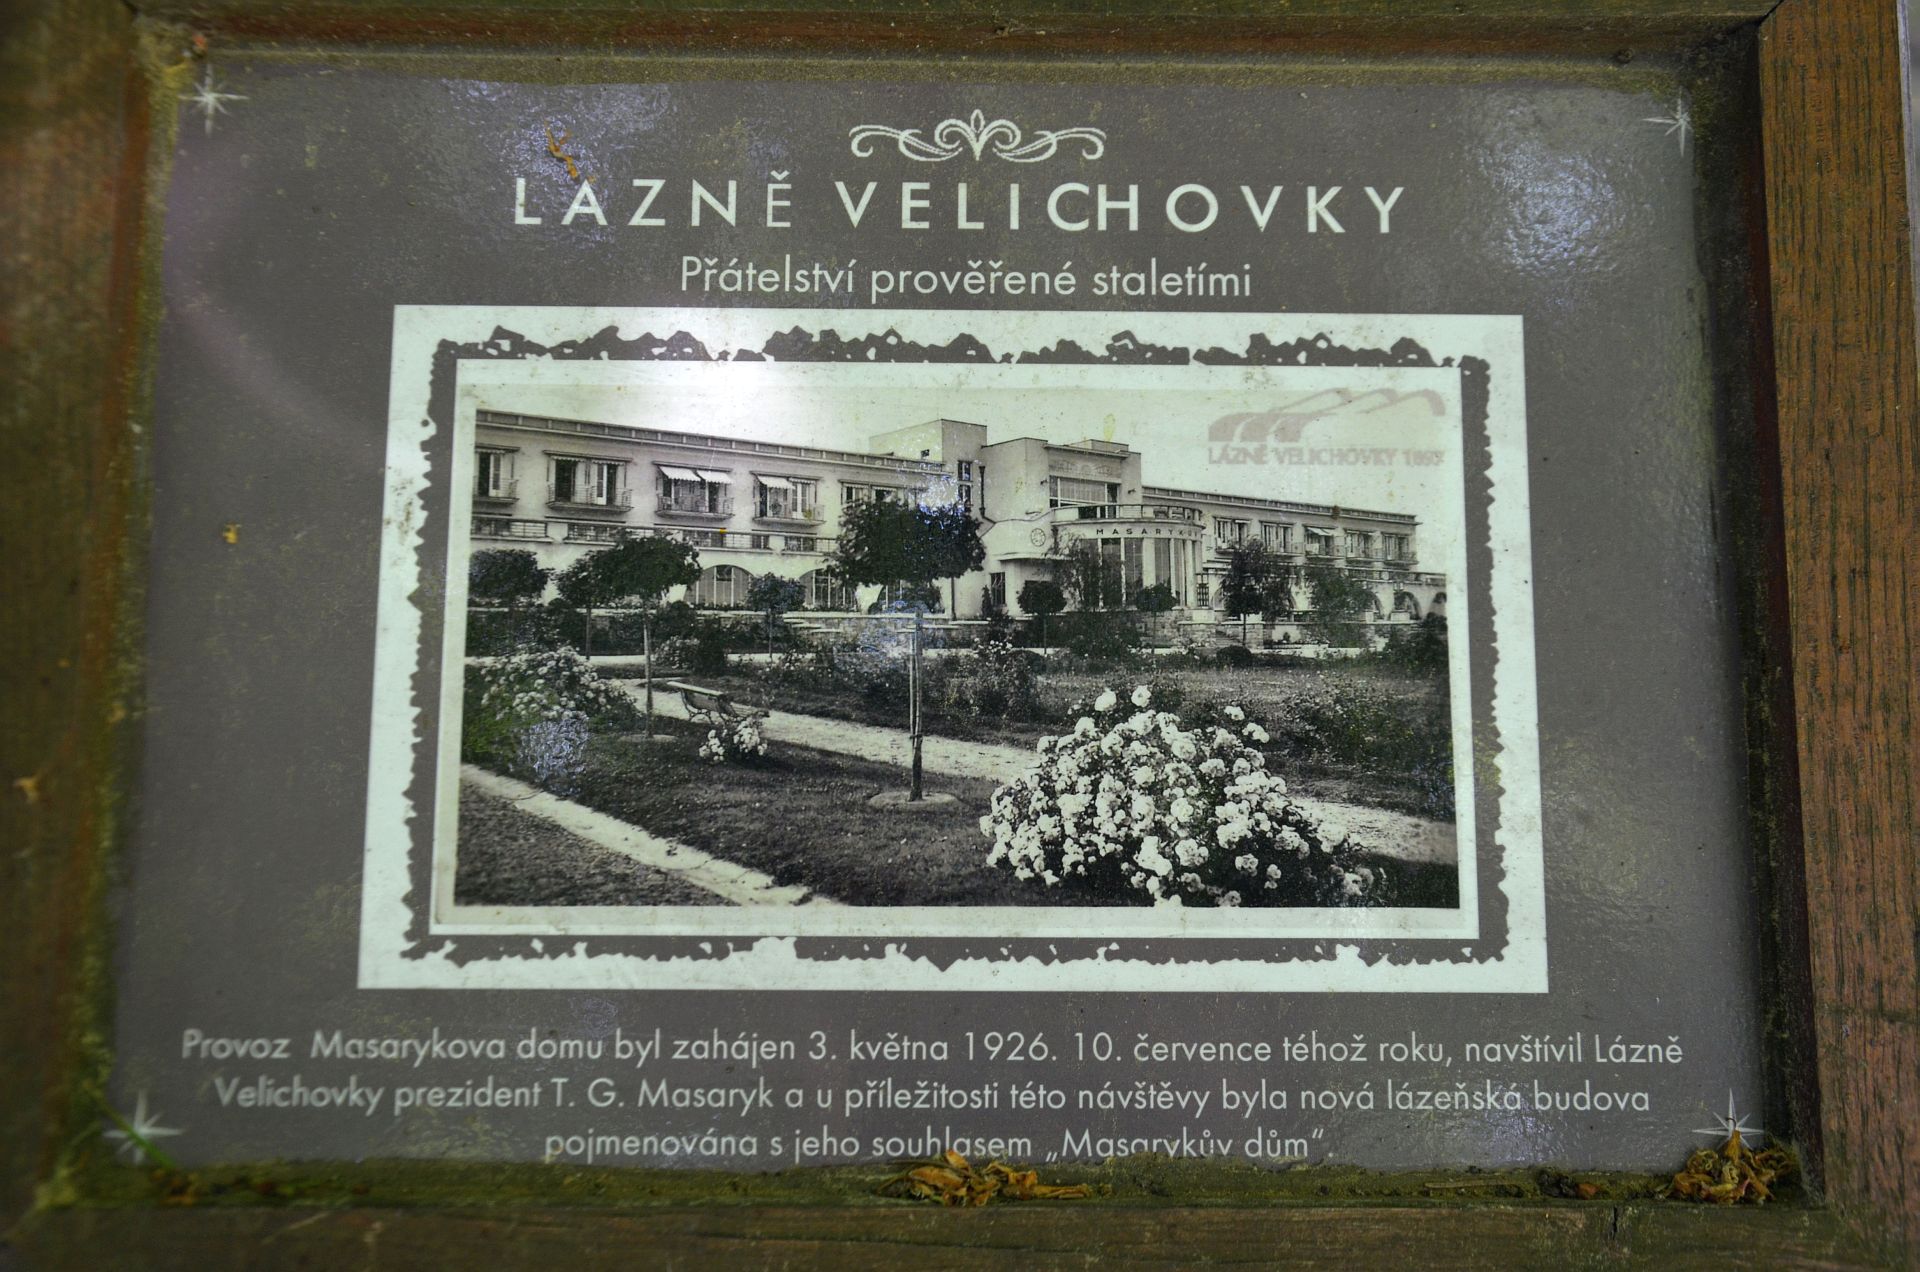 LÁZNĚ VELICHOVKY
Přátelství prověřené staletími
LÁZNĚ VELICHOVKY 1897
MASARYKŮV
Provoz Masarykova domu byl zahájen 3. května 1926. 10. července téhož roku, navštívil Lázně
Velichovky prezident T. G. Masaryk a u příležitosti této návštěvy byla nová lázeňská budova
pojmenována s jeho souhlasem „Masarykův dům“.